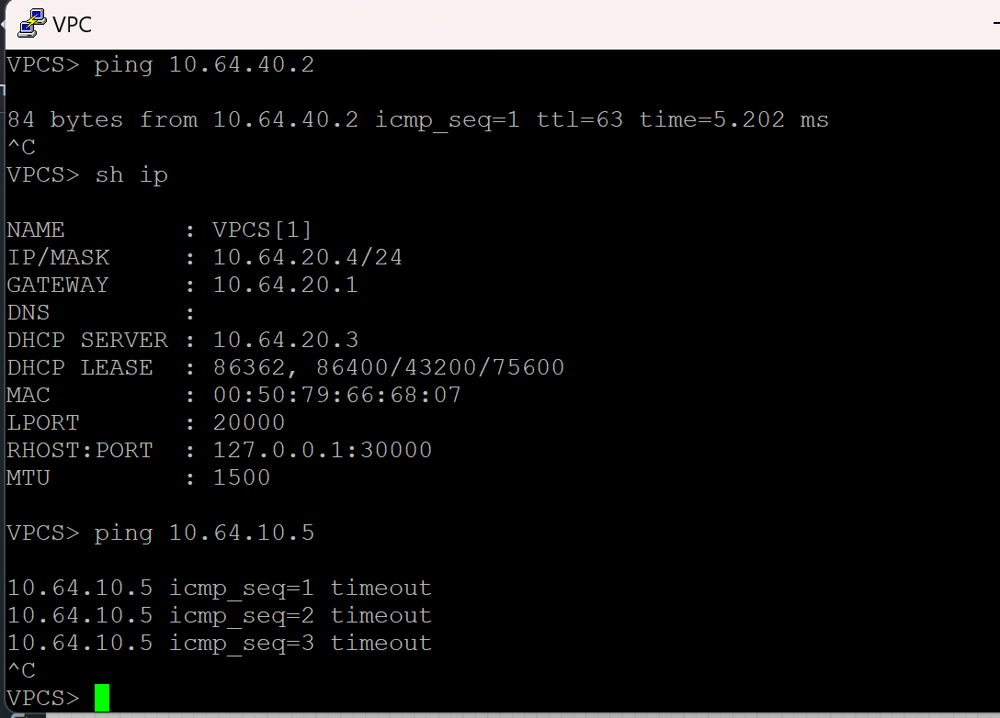 VPC
VPCS> ping 10.64.40.2
84 bytes from 10.64.40.2 icmp_seq=1 ttl=63 time=5.202 ms
^C
VPCS> sh ip
NAME        : VPCS[1]
IP/MASK     : 10.64.20.4/24
GATEWAY     : 10.64.20.1
DNS         :
DHCP SERVER : 10.64.20.3
DHCP LEASE  : 86362, 86400/43200/75600
MAC         : 00:50:79:66:68:07
LPORT       : 20000
RHOST:PORT  : 127.0.0.1:30000
MTU         : 1500
VPCS> ping 10.64.10.5
10.64.10.5 icmp_seq=1 timeout
10.64.10.5 icmp_seq=2 timeout
10.64.10.5 icmp_seq=3 timeout
^C
VPCS>